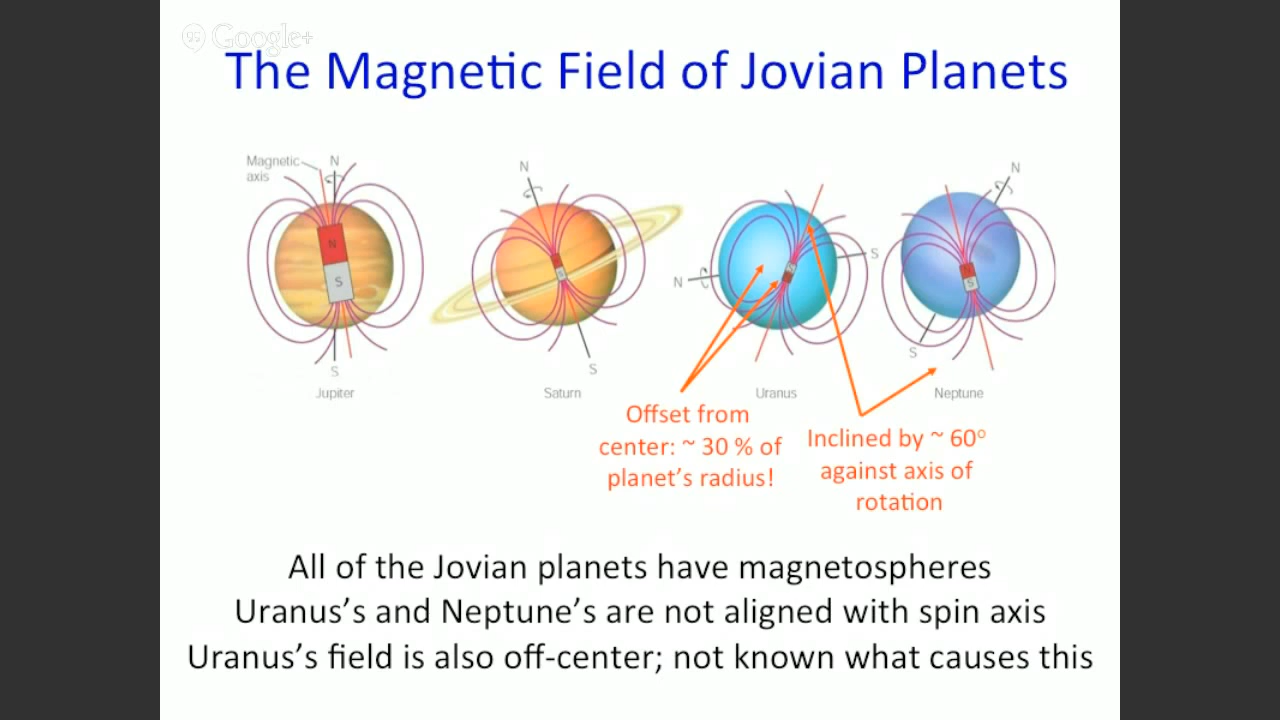 Google+
The Magnetic Field of Jovian Planets
Magnetic
axis
N
N
S
S
Jupiter
N
S
S
Saturn
N
S
N
S
Uranus
N
N
S
S
Neptune
Offset from
center: ~ 30 % of
planet's radius!
Inclined by ~ 60º
against axis of
rotation
All of the Jovian planets have magnetospheres
Uranus's and Neptune's are not aligned with spin axis
Uranus's field is also off-center; not known what causes this